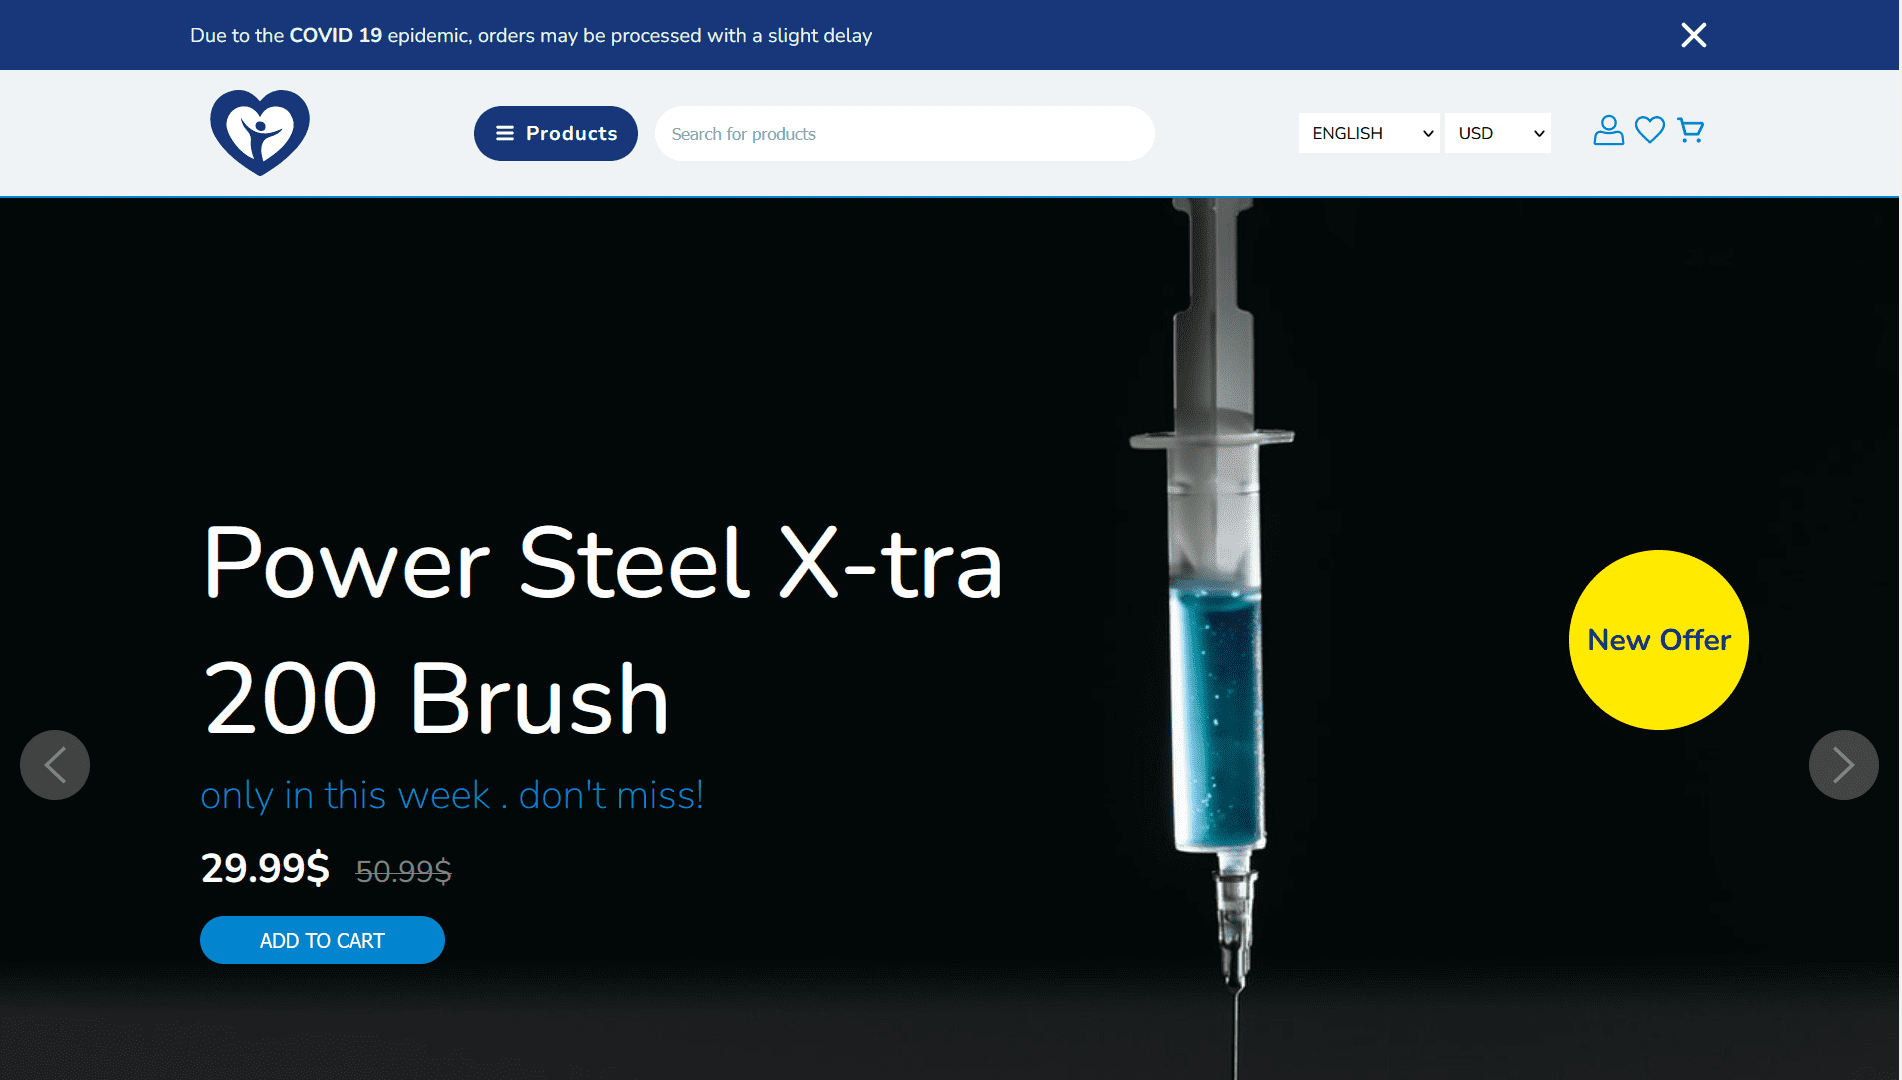 Due to the COVID 19 epidemic, orders may be processed with a slight delay
Products
Search for products
ENGLISH
USD
Power Steel X-tra
200 Brush
only in this week . don't miss!
29.99$ 50.99$
ADD TO CART
New Offer